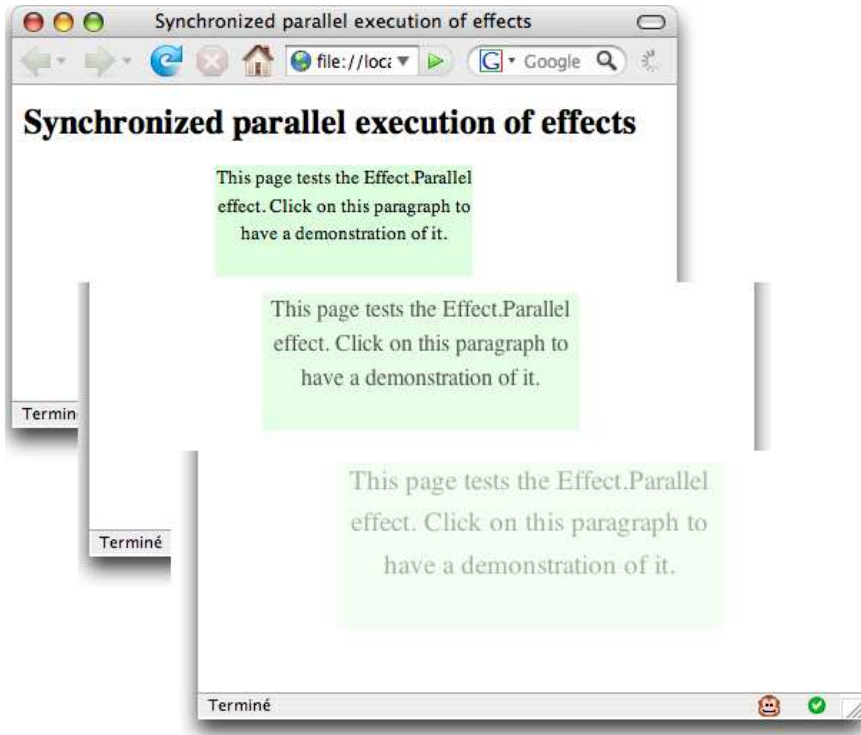 Synchronized parallel execution of effects
file://loca
G Google
Synchronized parallel execution of effects
This page tests the Effect.Parallel
effect. Click on this paragraph to
have a demonstration of it.
This page tests the Effect.Parallel
effect. Click on this paragraph to
have a demonstration of it.
Termin
This page tests the Effect.Parallel
effect. Click on this paragraph to
have a demonstration of it.
Terminé
Terminé